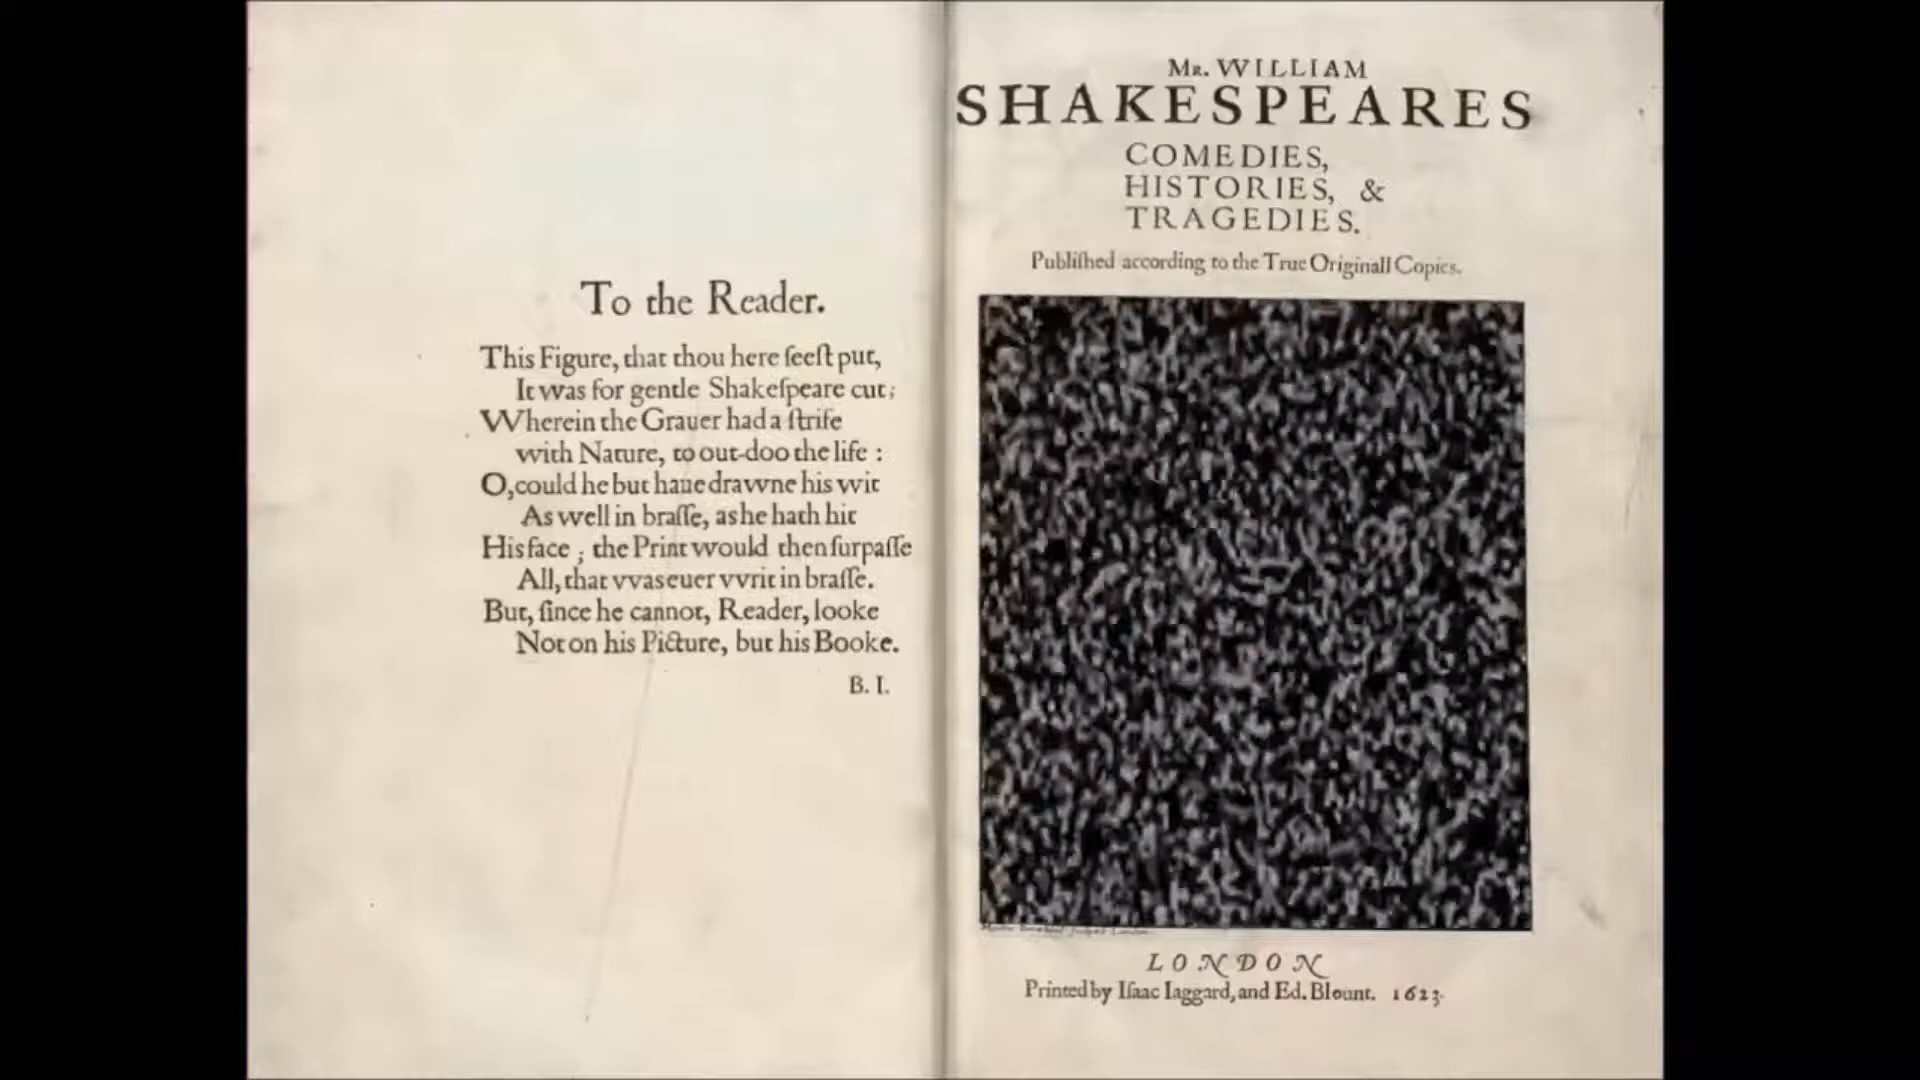 To the Reader.
This Figure, that thou here ſeeſt put,
It was for gentle Shakeſpeare cut;
Wherein the Grauer had a ſtrife
with Nature, to out-doo the life :
O, could he but haue drawne his wit
As well in braſſe, as he hath hit
His face ; the Print would then ſurpaſſe
All, that vvas euer vvrit in braſſe.
But, ſince he cannot, Reader, looke
Not on his Picture, but his Booke.
B. I.
Mr. WILLIAM
SHAKESPEARES
COMEDIES,
HISTORIES, &
TRAGEDIES.
Publiſhed according to the True Originall Copies.
LONDON
Printed by Iſaac Iaggard, and Ed. Blount. 1623.